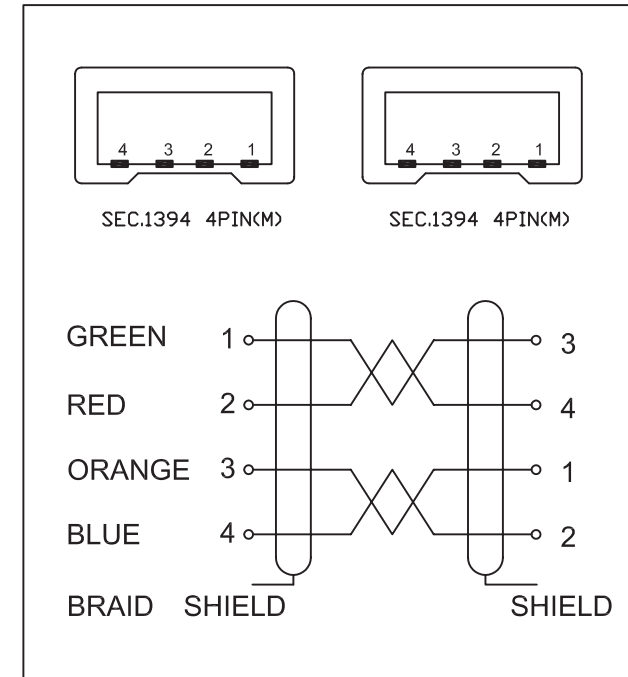 4 3 2 1 4 3 2 1
SEC.1394 4PIN(M) SEC.1394 4PIN(M)
GREEN 1 3
RED 2 4
ORANGE 3 1
BLUE 4 2
BRAID SHIELD SHIELD